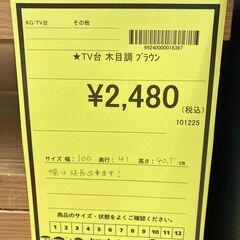 KG/TV台 その他
99240000018367
★TV台 木目調 ブラウン
¥2,480
(税込)
101225
サイズ 幅: 100 奥行: 41 高さ: 40.5 cm
幅は延長出来ます!
商品のサイズ・状態をよくご確認ください
1 2 3 4 5 6 7 8 9 10 11 12